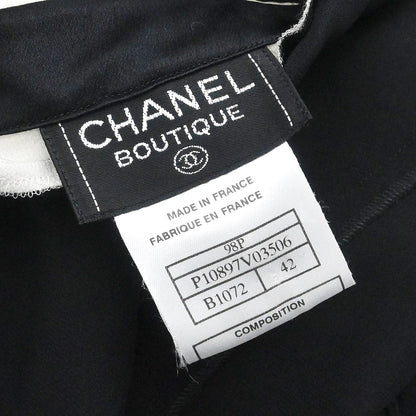 CHANEL
BOUTIQUE
MADE IN FRANCE
FABRIQUE EN FRANCE
98P
P10897V03506
B1072 42
COMPOSITION